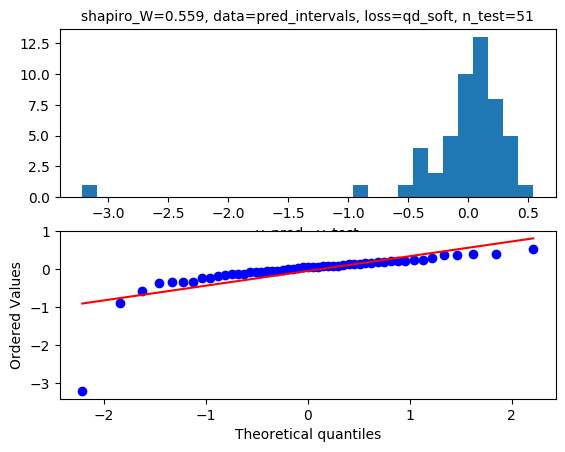 shapiro_W=0.559, data=pred_intervals, loss=qd_soft, n_test=51
12.5
10.0
7.5
5.0
2.5
0.0
−3.0 −2.5 −2.0 −1.5 −1.0 −0.5 0.0 0.5
1
0
−1
−2
−3
Ordered Values
−2 −1 0 1 2
Theoretical quantiles